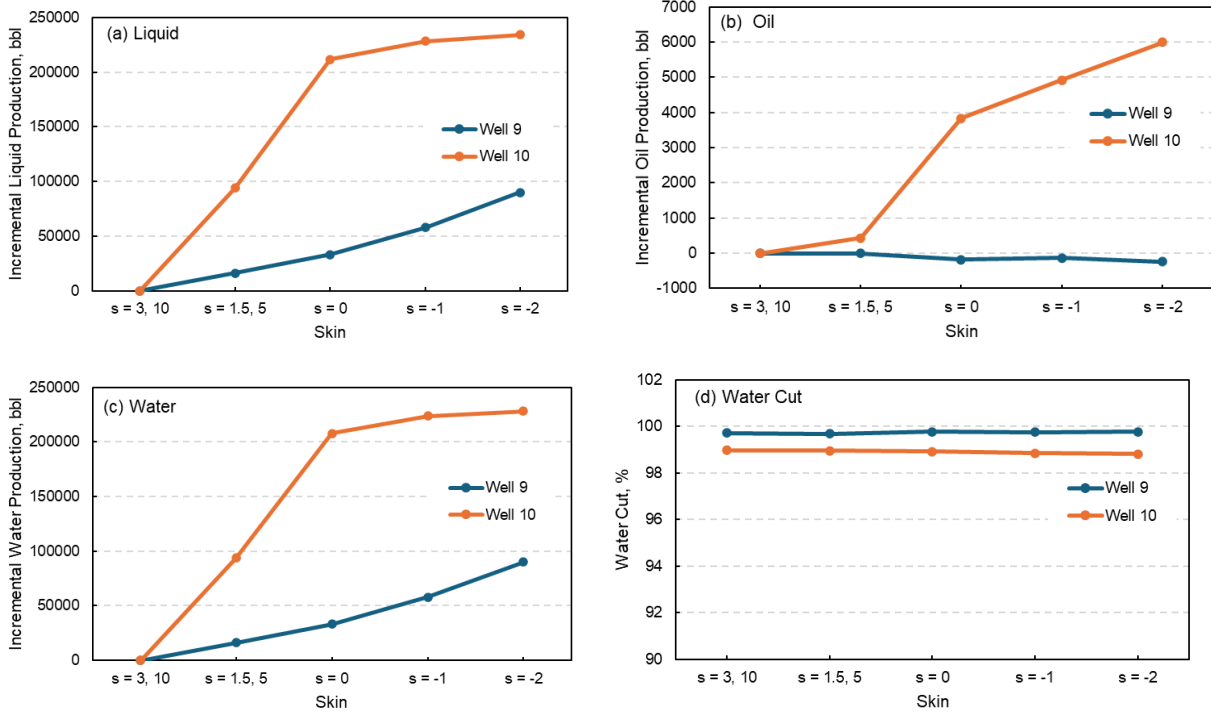 (a) Liquid
Incremental Liquid Production, bbl
250000
200000
150000
100000
50000
0
Well 9
Well 10
s = 3, 10
s = 1.5, 5
s = 0
s = -1
s = -2
Skin
(b) Oil
Incremental Oil Production, bbl
7000
6000
5000
4000
3000
2000
1000
0
-1000
Well 9
Well 10
s = 3, 10
s = 1.5, 5
s = 0
s = -1
s = -2
Skin
(c) Water
Incremental Water Production, bbl
250000
200000
150000
100000
50000
0
Well 9
Well 10
s = 3, 10
s = 1.5, 5
s = 0
s = -1
s = -2
Skin
(d) Water Cut
Water Cut, %
102
100
98
96
94
92
90
Well 9
Well 10
s = 3, 10
s = 1.5, 5
s = 0
s = -1
s = -2
Skin